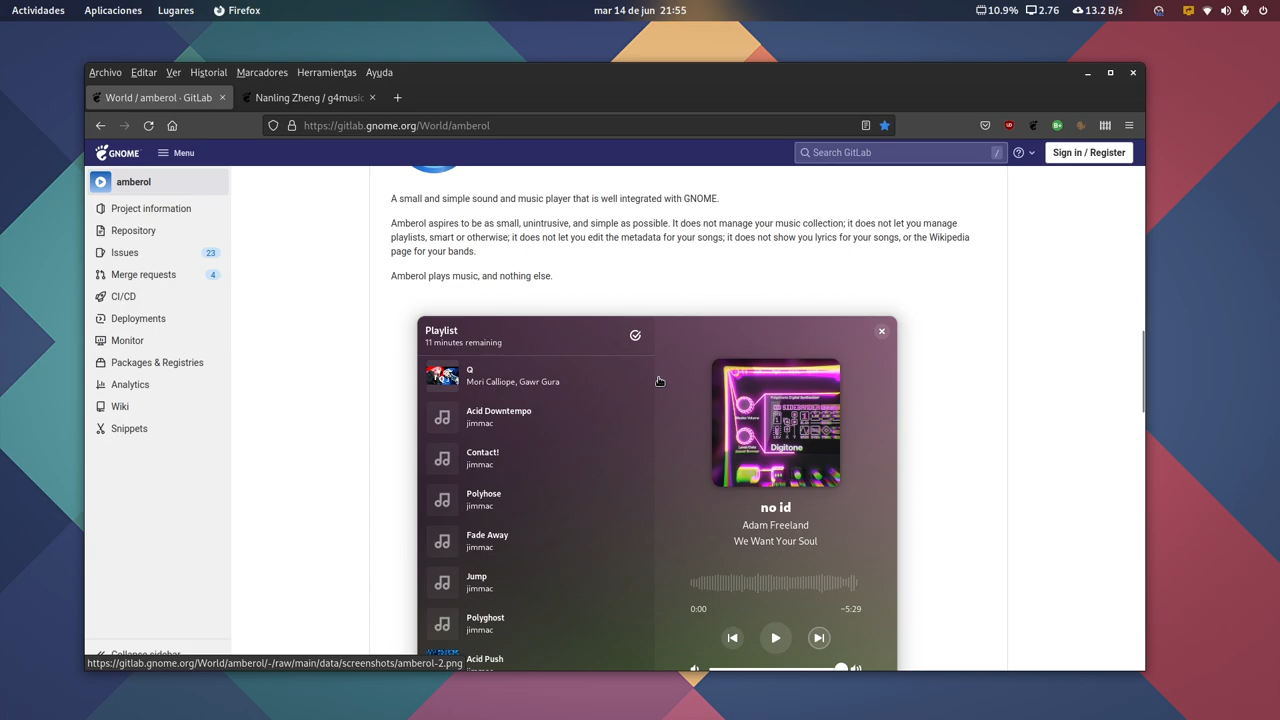 Actividades
Aplicaciones
Lugares
Firefox
mar 14 de jun 21:55
10.9%
2.76
13.2 B/s
Archivo Editar Ver Historial Marcadores Herramientas Ayuda
World / amberol · GitLab
Nanling Zheng / g4music
https://gitlab.gnome.org/World/amberol
GNOME
Menu
Search GitLab
/
Sign in / Register
amberol
Project information
Repository
Issues 23
Merge requests 4
CI/CD
Deployments
Monitor
Packages & Registries
Analytics
Wiki
Snippets
Collapse sidebar
A small and simple sound and music player that is well integrated with GNOME.
Amberol aspires to be as small, unintrusive, and simple as possible. It does not manage your music collection; it does not let you manage
playlists, smart or otherwise; it does not let you edit the metadata for your songs; it does not show you lyrics for your songs, or the Wikipedia
page for your bands.
Amberol plays music, and nothing else.
Playlist
11 minutes remaining
Q
Mori Calliope, Gawr Gura
Acid Downtempo
jimmac
Contact!
jimmac
Polyhose
jimmac
Fade Away
jimmac
Jump
jimmac
Polyghost
jimmac
Acid Push
Digitone
no id
Adam Freeland
We Want Your Soul
0:00
−5:29
https://gitlab.gnome.org/World/amberol/-/raw/main/data/screenshots/amberol-2.png